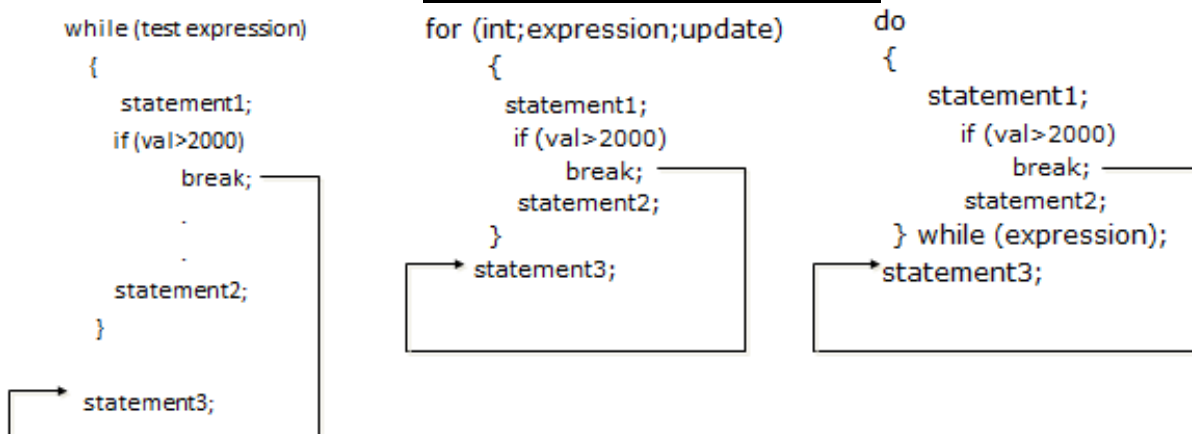 while (test expression)
{
statement1;
if (val>2000)
break;
.
.
statement2;
}
statement3;
for (int;expression;update)
{
statement1;
if (val>2000)
break;
statement2;
}
statement3;
do
{
statement1;
if (val>2000)
break;
statement2;
} while (expression);
statement3;